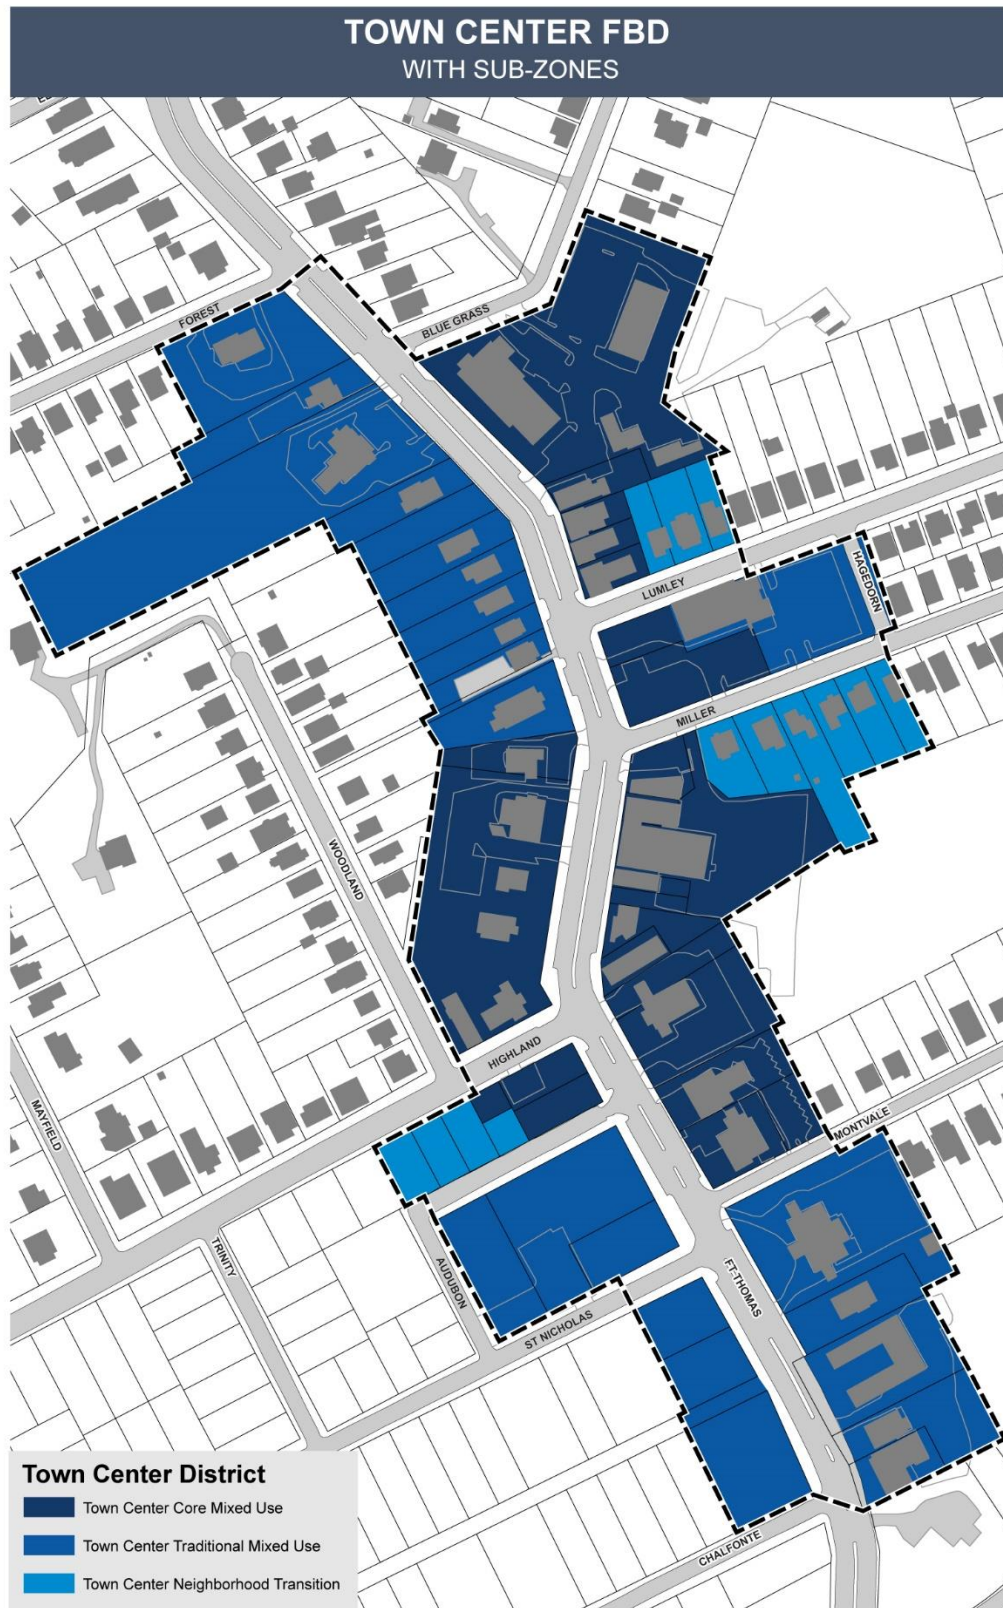 TOWN CENTER FBD
WITH SUB-ZONES
FOREST
BLUE GRASS
LUMLEY
HAGEDORN
MILLER
WOODLAND
HIGHLAND
MAYFIELD
MONTVALE
TRINITY
AUDUBON
FT THOMAS
ST NICHOLAS
CHALFONTE
Town Center District
Town Center Core Mixed Use
Town Center Traditional Mixed Use
Town Center Neighborhood Transition